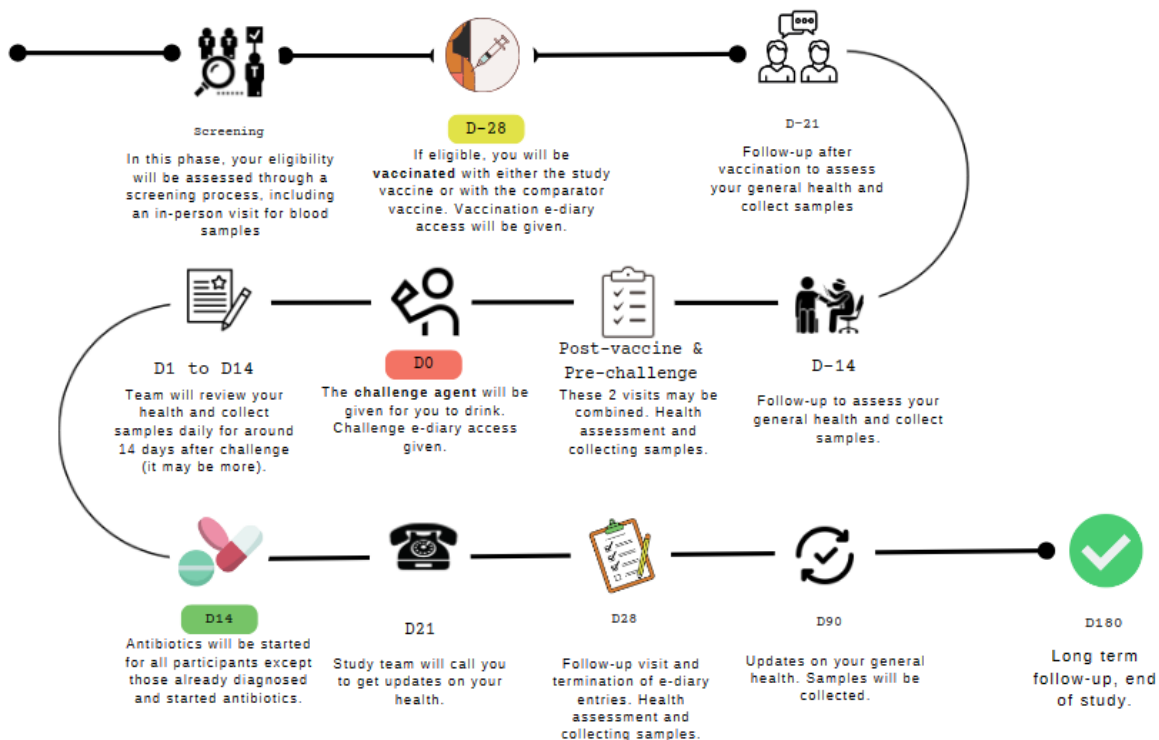 Screening
In this phase, your eligibility
will be assessed through a
screening process, including
an in-person visit for blood
samples
D-28
If eligible, you will be
vaccinated with either the study
vaccine or with the comparator
vaccine. Vaccination e-diary
access will be given.
D-21
Follow-up after
vaccination to assess
your general health and
collect samples
D-14
Follow-up to assess your
general health and collect
samples.
Post-vaccine &
Pre-challenge
These 2 visits may be
combined. Health
assessment and
collecting samples.
D0
The challenge agent will be
given for you to drink.
Challenge e-diary access
given.
D1 to D14
Team will review your
health and collect
samples daily for around
14 days after challenge
(it may be more).
D14
Antibiotics will be started
for all participants except
those already diagnosed
and started antibiotics.
D21
Study team will call you
to get updates on your
health.
D28
Follow-up visit and
termination of e-diary
entries. Health
assessment and
collecting samples.
D90
Updates on your general
health. Samples will be
collected.
D180
Long term
follow-up, end
of study.